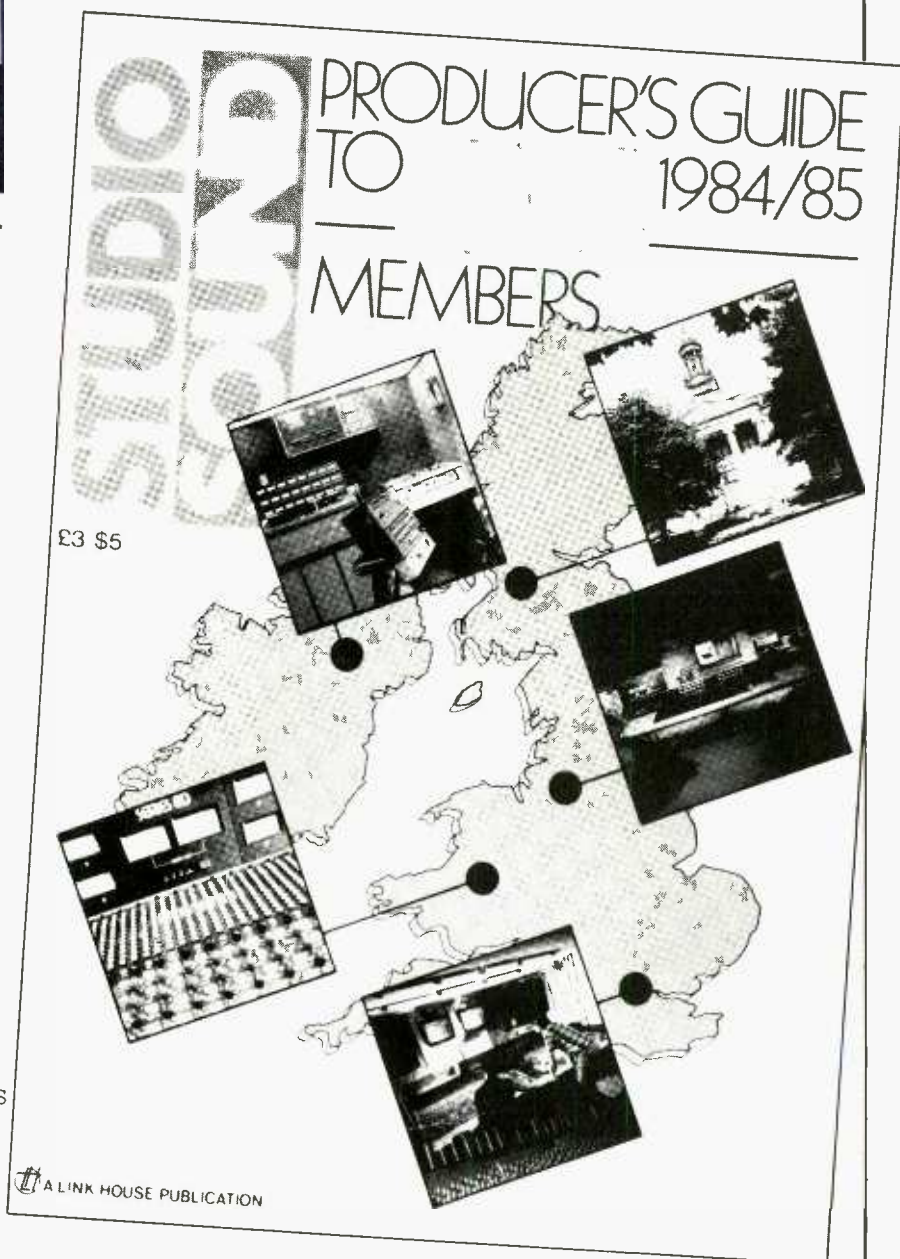 STUDIO
SOUND
PRODUCER'S GUIDE
TO 1984/85
MEMBERS
£3 $5
A LINK HOUSE PUBLICATION
S